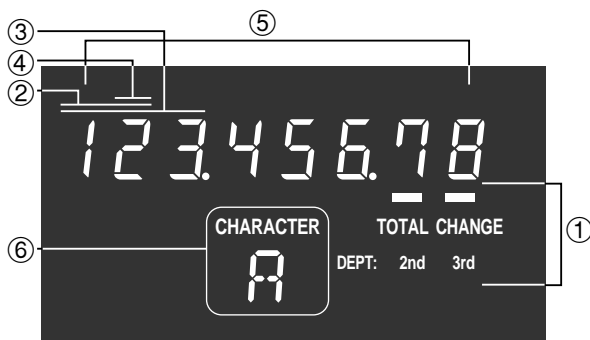 ③ ⑤
④
②
123.456.78
CHARACTER TOTAL CHANGE
① 
⑥ A DEPT: 2nd 3rd